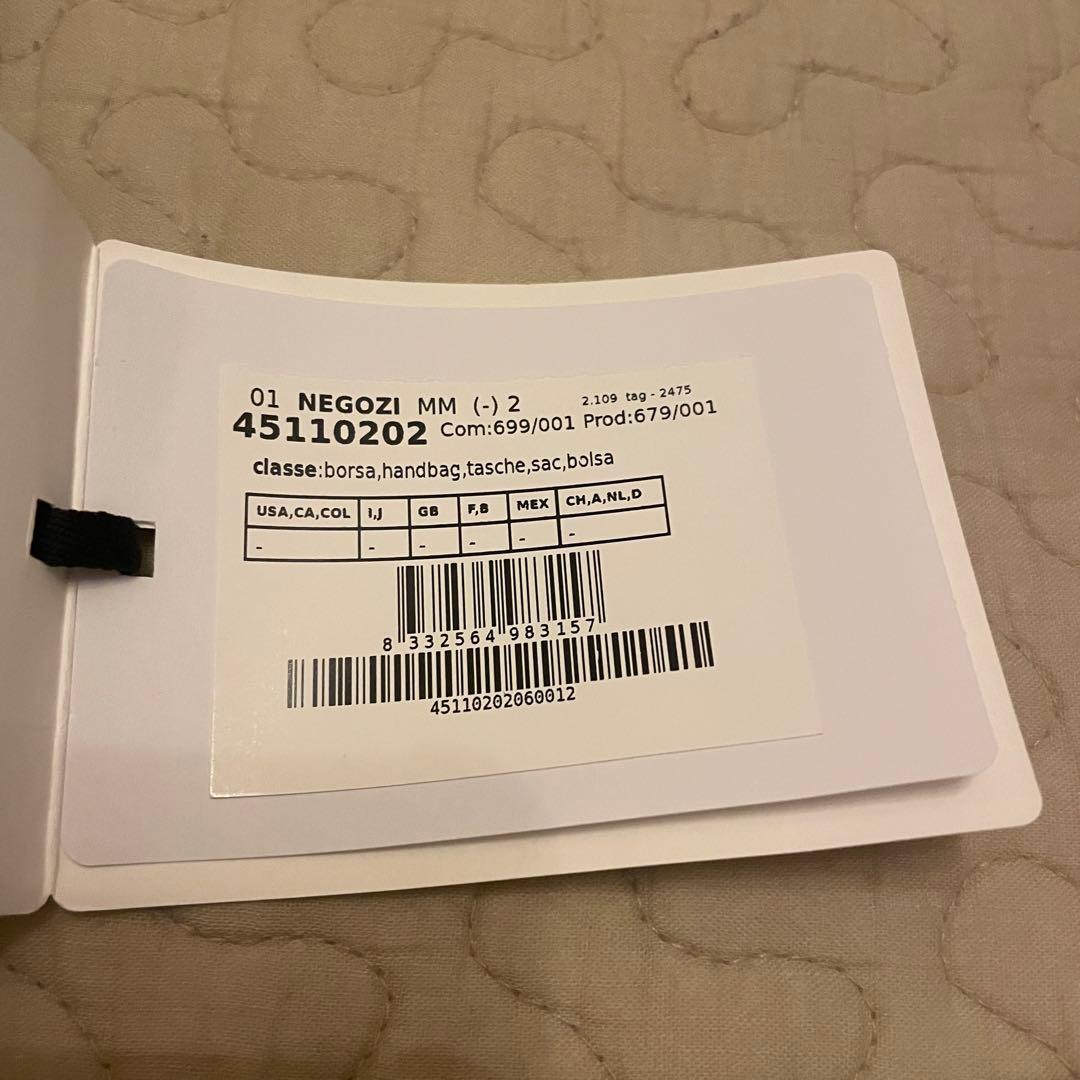 01 NEGOZI MM (-) 2 2.109 tag - 2475
45110202 Com:699/001 Prod:679/001
classe:borsa,handbag,tasche,sac,bolsa
USA,CA,COL I,J GB F,B MEX CH,A,NL,D
- - - - - -
8 332564 983157
45110202060012